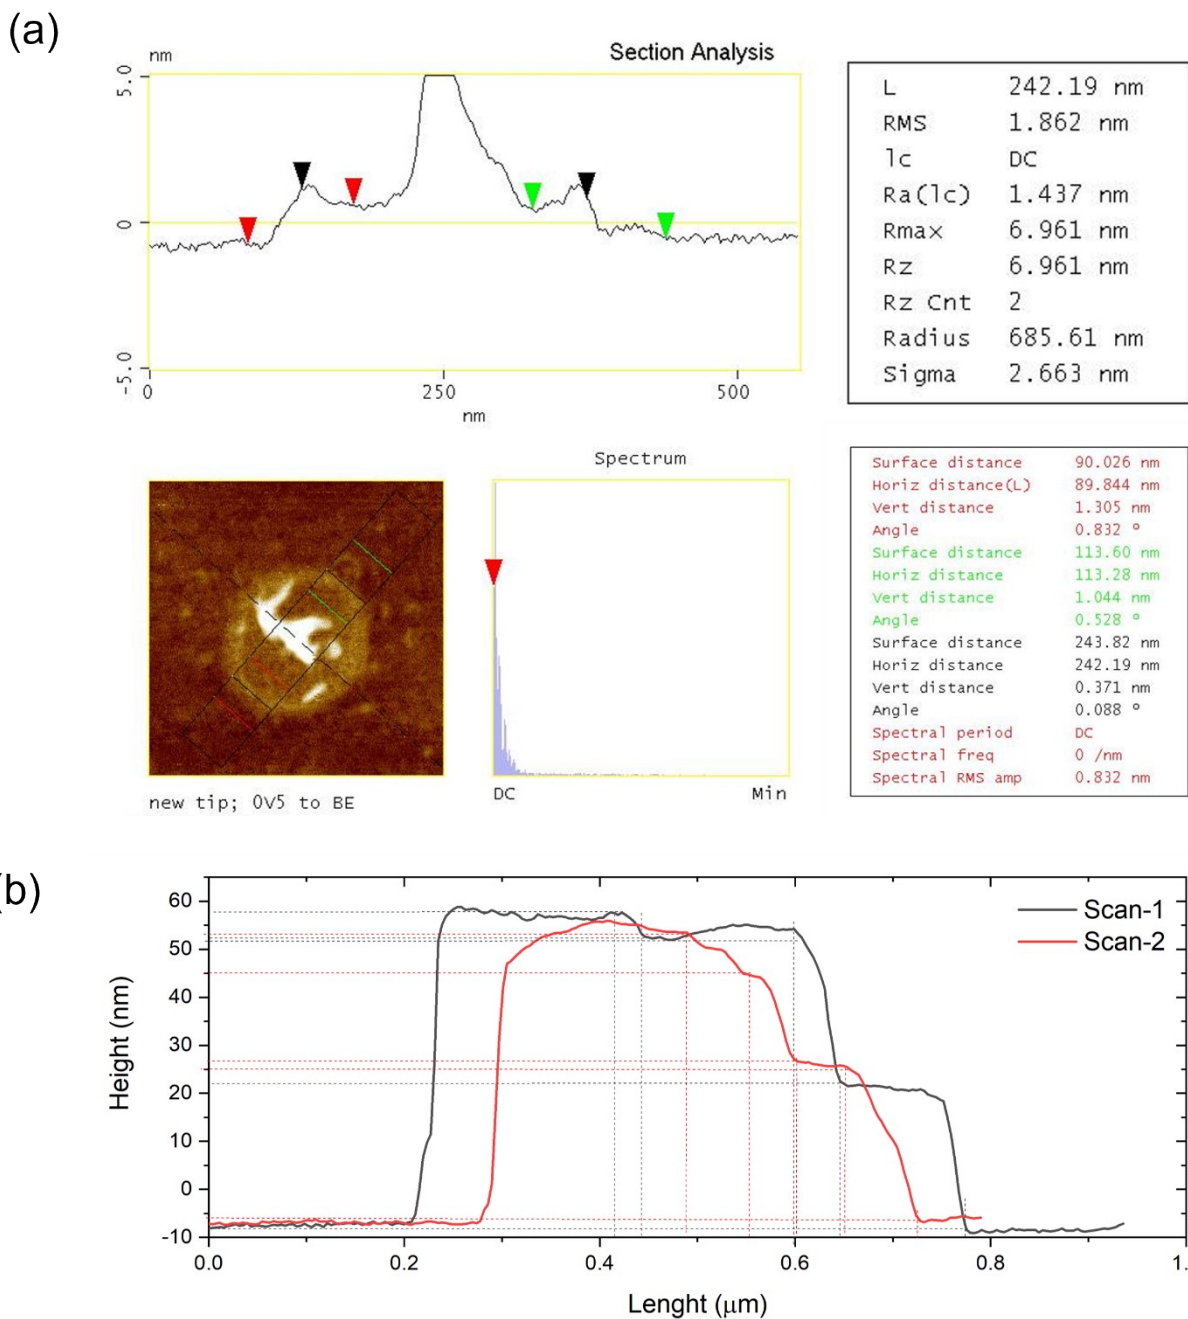 (a)
Section Analysis
nm
5.0
0
-5.0
0 250 500
nm
L 242.19 nm
RMS 1.862 nm
lc DC
Ra(lc) 1.437 nm
Rmax 6.961 nm
Rz 6.961 nm
Rz Cnt 2
Radius 685.61 nm
Sigma 2.663 nm
new tip; 0V5 to BE
Spectrum
DC Min
Surface distance 90.026 nm
Horiz distance(L) 89.844 nm
Vert distance 1.305 nm
Angle 0.832 °
Surface distance 113.60 nm
Horiz distance 113.28 nm
Vert distance 1.044 nm
Angle 0.528 °
Surface distance 243.82 nm
Horiz distance 242.19 nm
Vert distance 0.371 nm
Angle 0.088 °
Spectral period DC
Spectral freq 0 /nm
Spectral RMS amp 0.832 nm
(b)
Height (nm)
60
50
40
30
20
10
0
-10
Scan-1
Scan-2
0.0 0.2 0.4 0.6 0.8 1.
Lenght (μm)